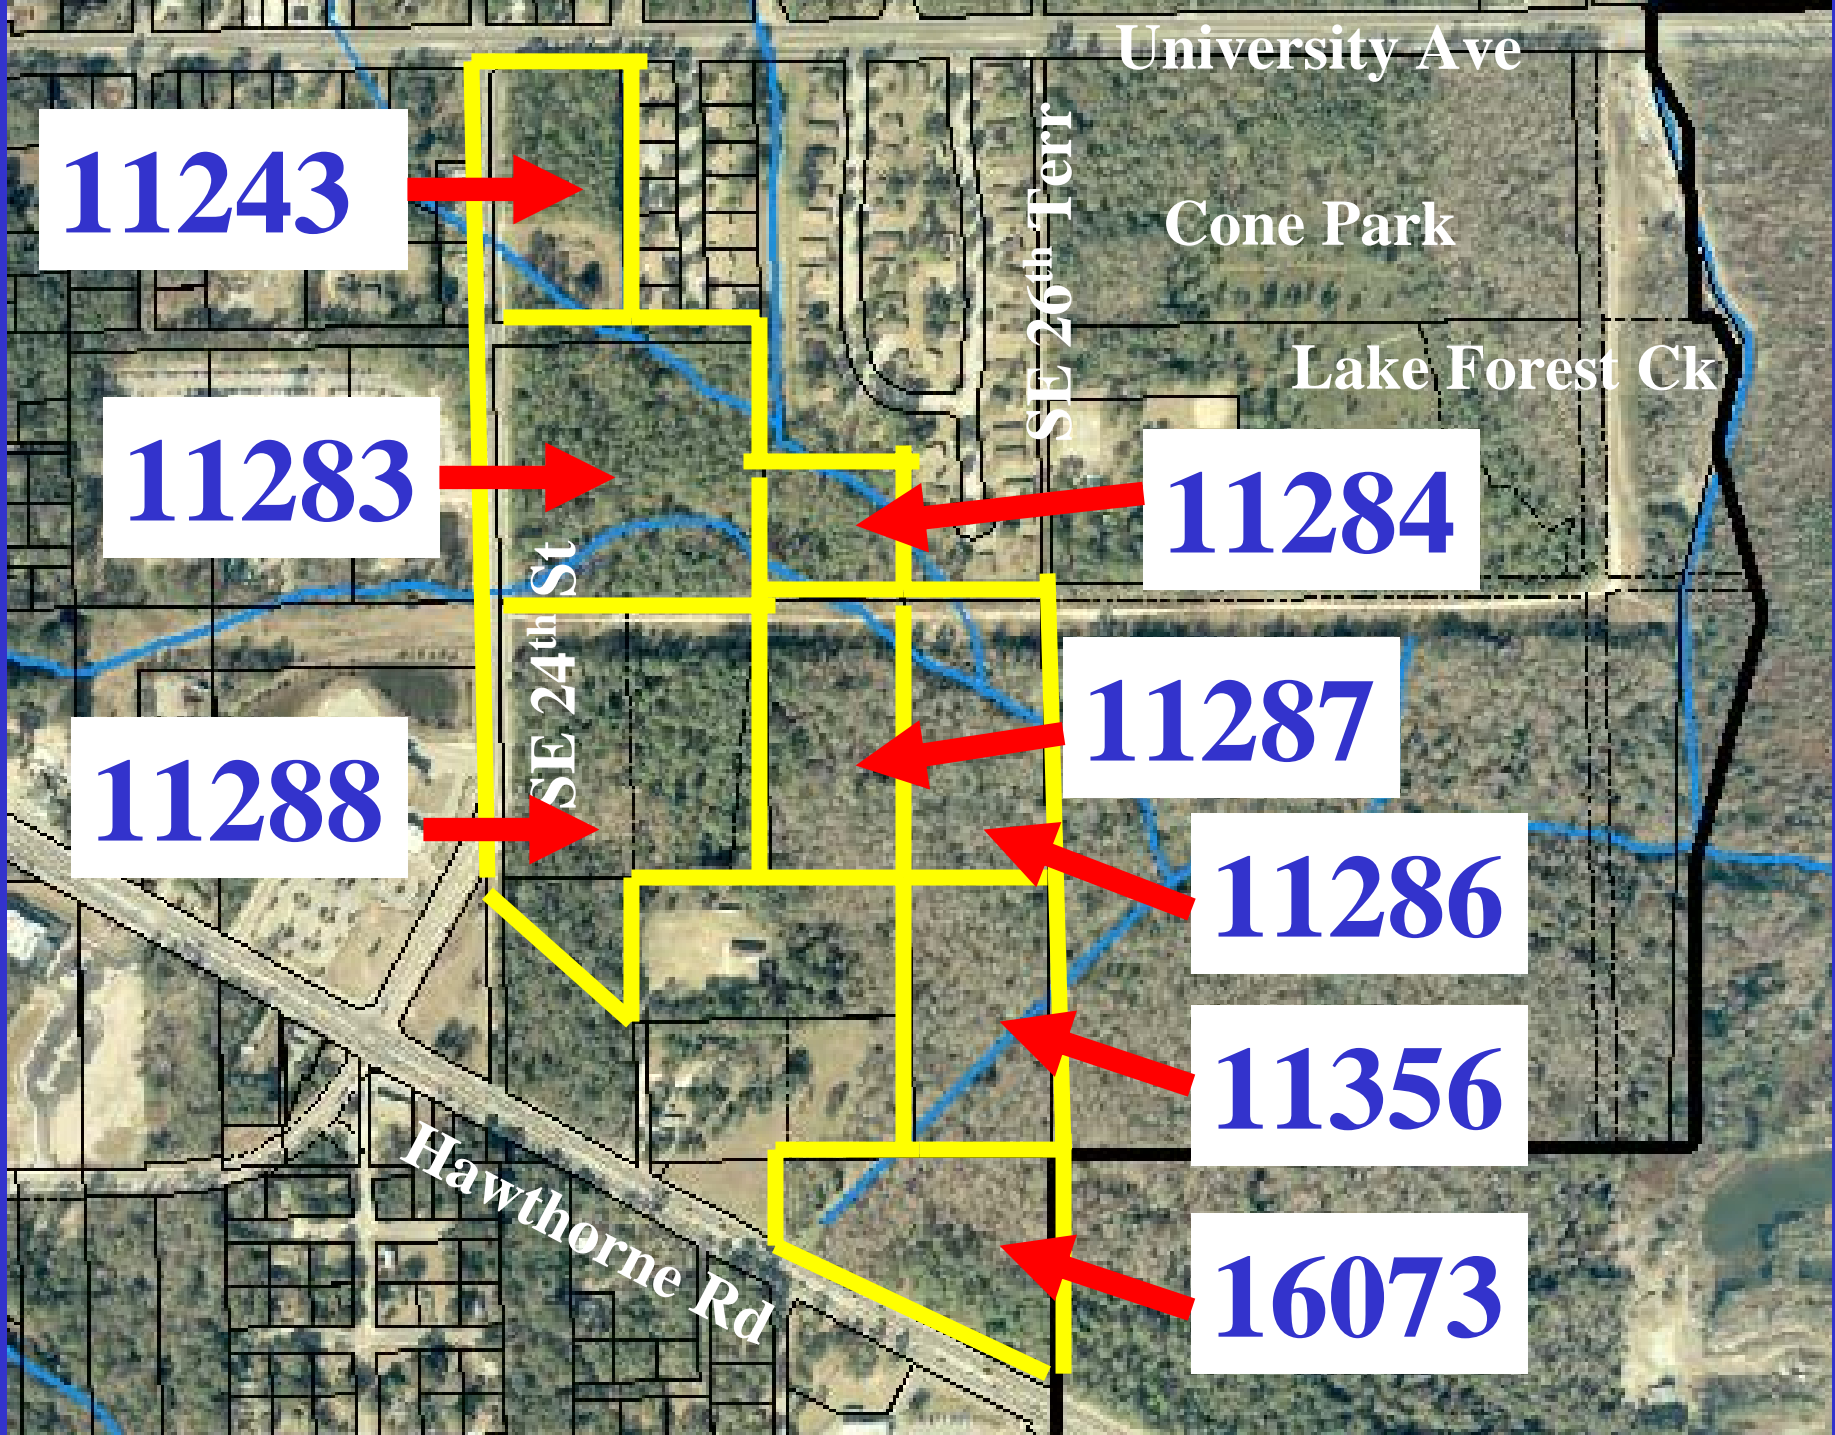 University Ave
11243
SE 26th Terr
Cone Park
Lake Forest Ck
11283
11284
SE 24th St
11287
11288
11286
11356
Hawthorne Rd
16073